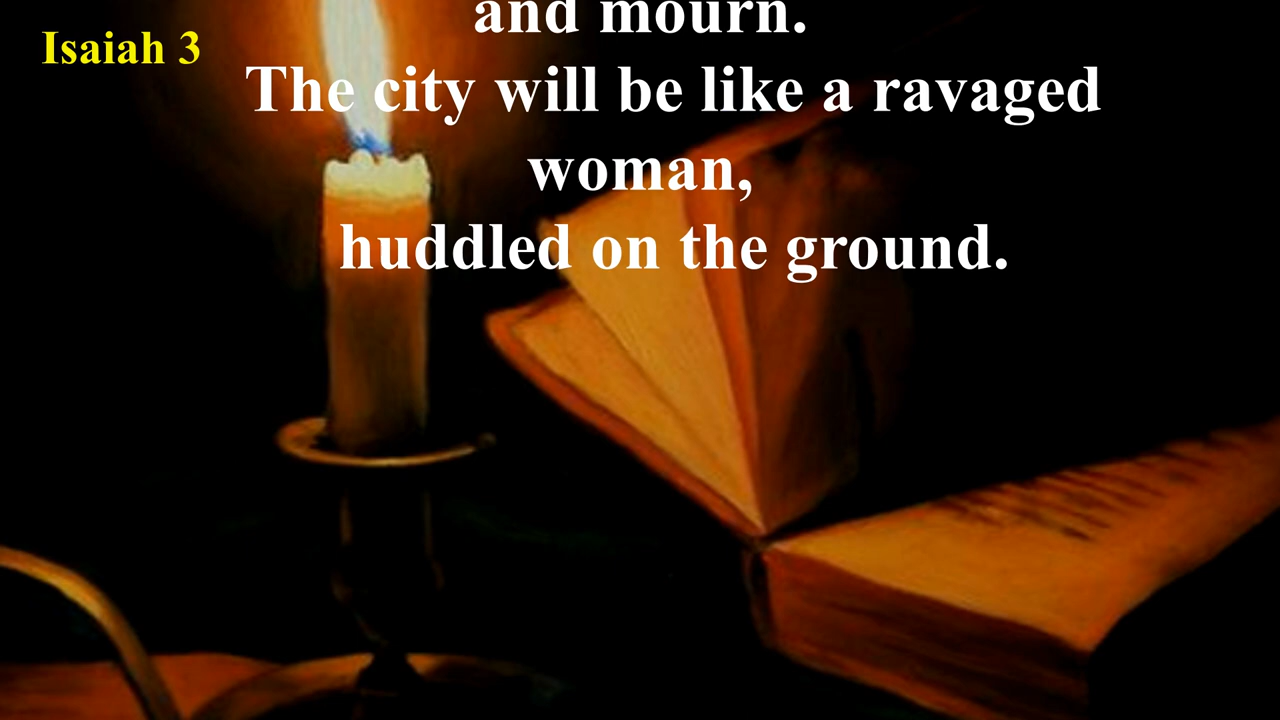 Isaiah 3
and mourn.
The city will be like a ravaged
woman,
huddled on the ground.